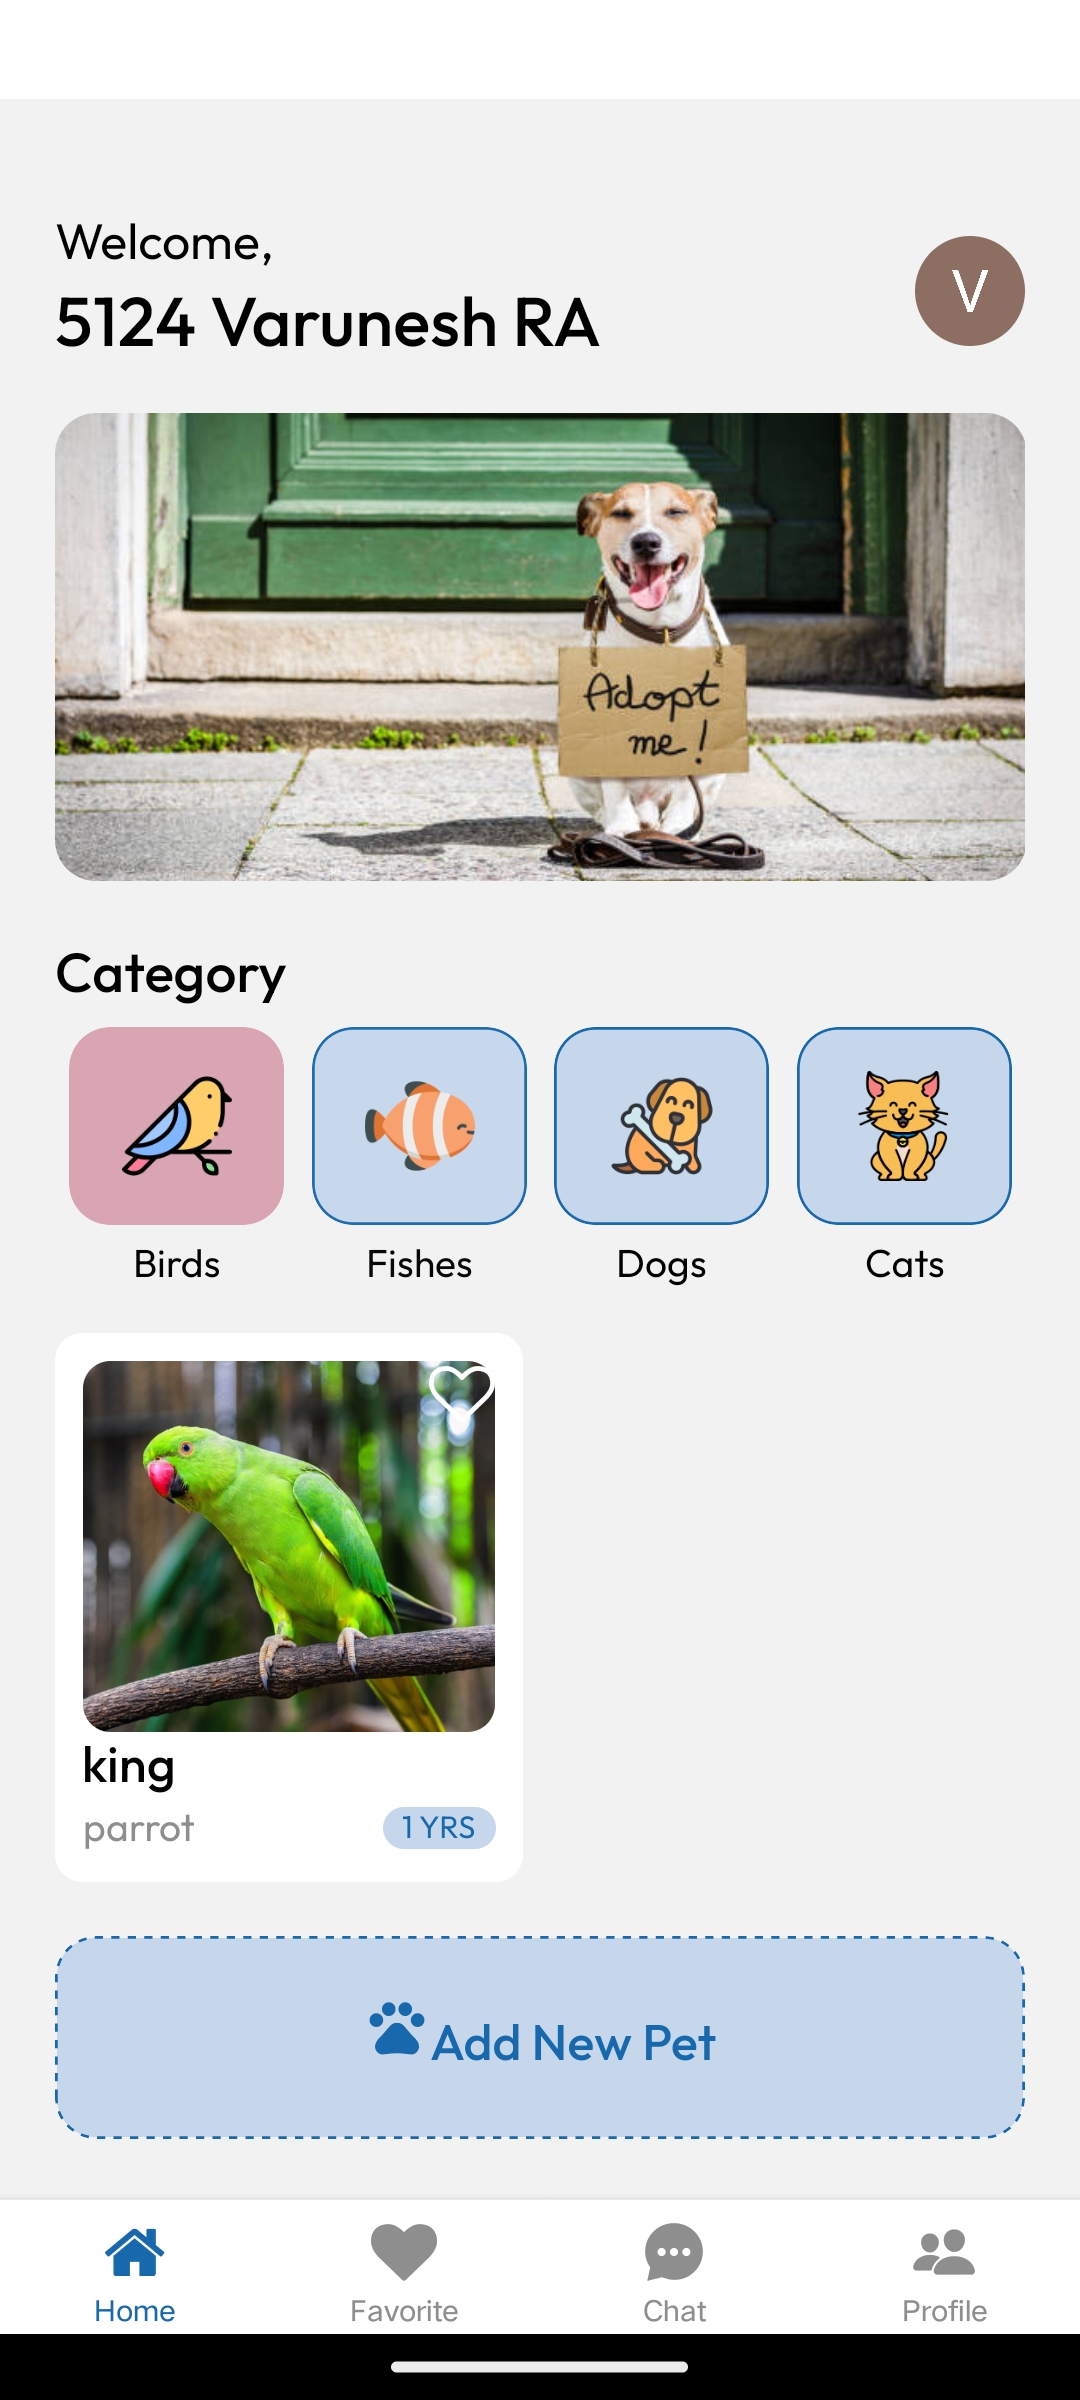 Welcome,
5124 Varunesh RA
V
Adopt
me!
Category
Birds
Fishes
Dogs
Cats
king
parrot
1 YRS
Add New Pet
Home
Favorite
Chat
Profile